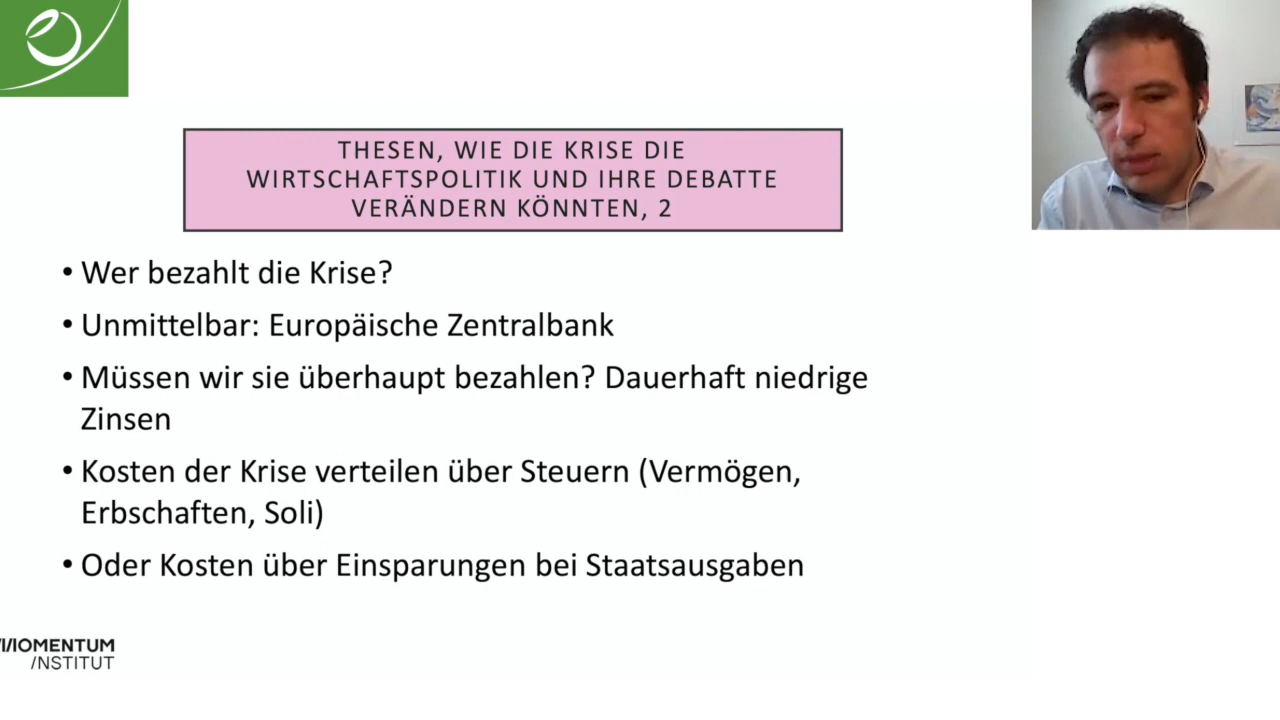 THESEN, WIE DIE KRISE DIE
WIRTSCHAFTSPOLITIK UND IHRE DEBATTE
VERÄNDERN KÖNNTEN, 2
• Wer bezahlt die Krise?
• Unmittelbar: Europäische Zentralbank
• Müssen wir sie überhaupt bezahlen? Dauerhaft niedrige
Zinsen
• Kosten der Krise verteilen über Steuern (Vermögen,
Erbschaften, Soli)
• Oder Kosten über Einsparungen bei Staatsausgaben
MOMENTUM
INSTITUT